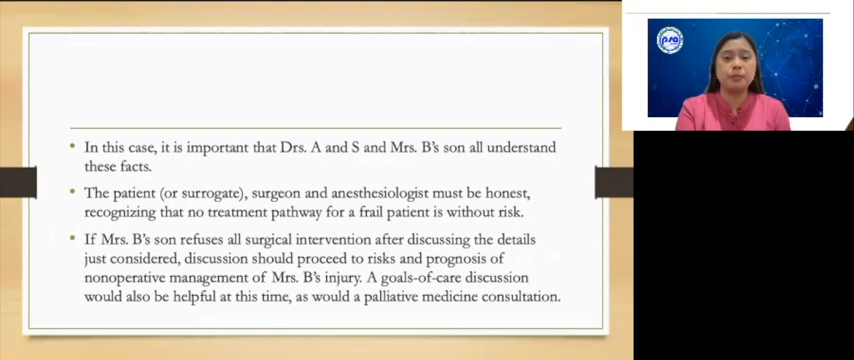 In this case, it is important that Drs. A and S and Mrs. B's son all understand
these facts.
The patient (or surrogate), surgeon and anesthesiologist must be honest,
recognizing that no treatment pathway for a frail patient is without risk.
If Mrs. B's son refuses all surgical intervention after discussing the details
just considered, discussion should proceed to risks and prognosis of
nonoperative management of Mrs. B's injury. A goals-of-care discussion
would also be helpful at this time, as would a palliative medicine consultation.